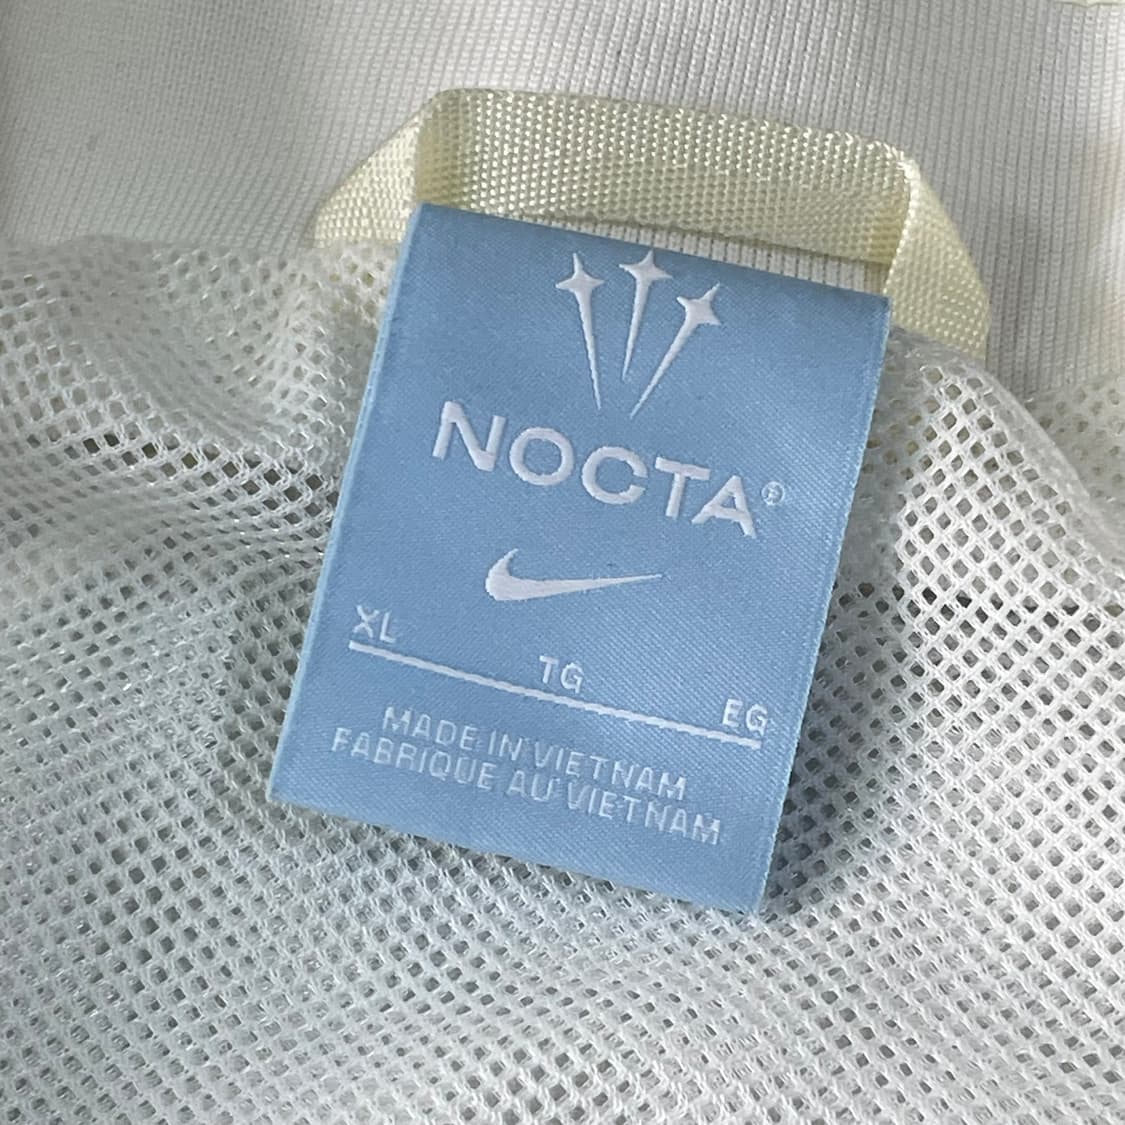 NOCTA®
XL TG EG
MADE IN VIETNAM
FABRIQUE AU VIETNAM